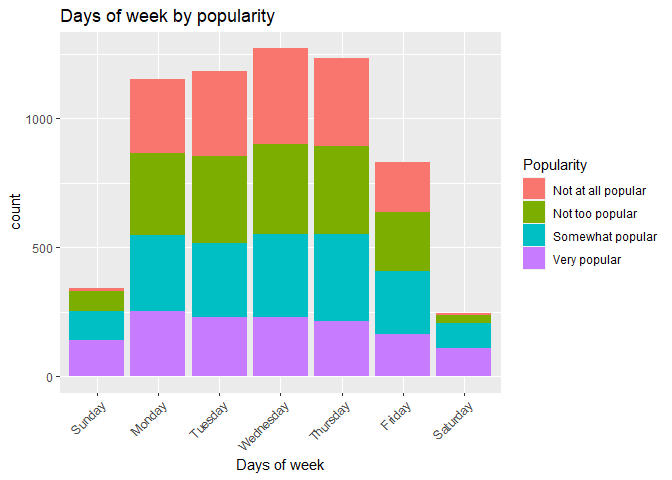 Days of week by popularity
count
1000
500
0
Sunday
Monday
Tuesday
Wednesday
Thursday
Friday
Saturday
Days of week
Popularity
Not at all popular
Not too popular
Somewhat popular
Very popular